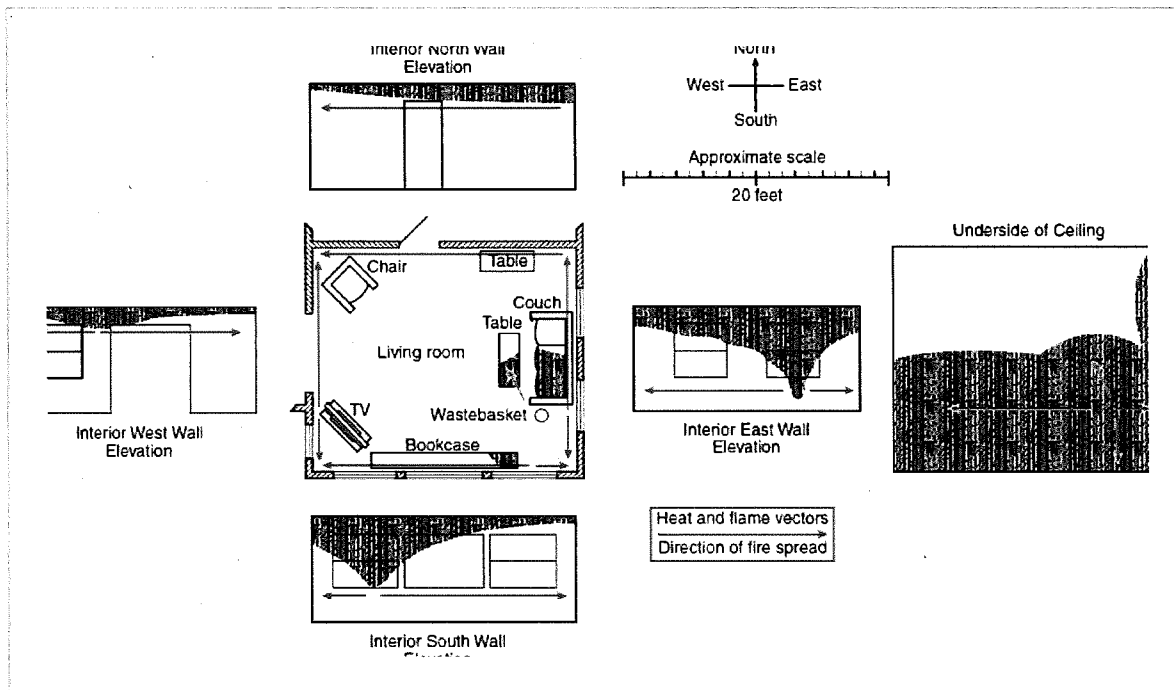 Interior North Wall
Elevation
North
West
East
South
Approximate scale
20 feet
Underside of Ceiling
Chair
Table
Couch
Table
Living room
TV
Wastebasket
Bookcase
Interior West Wall
Elevation
Interior East Wall
Elevation
Heat and flame vectors
Direction of fire spread
Interior South Wall
Elevation